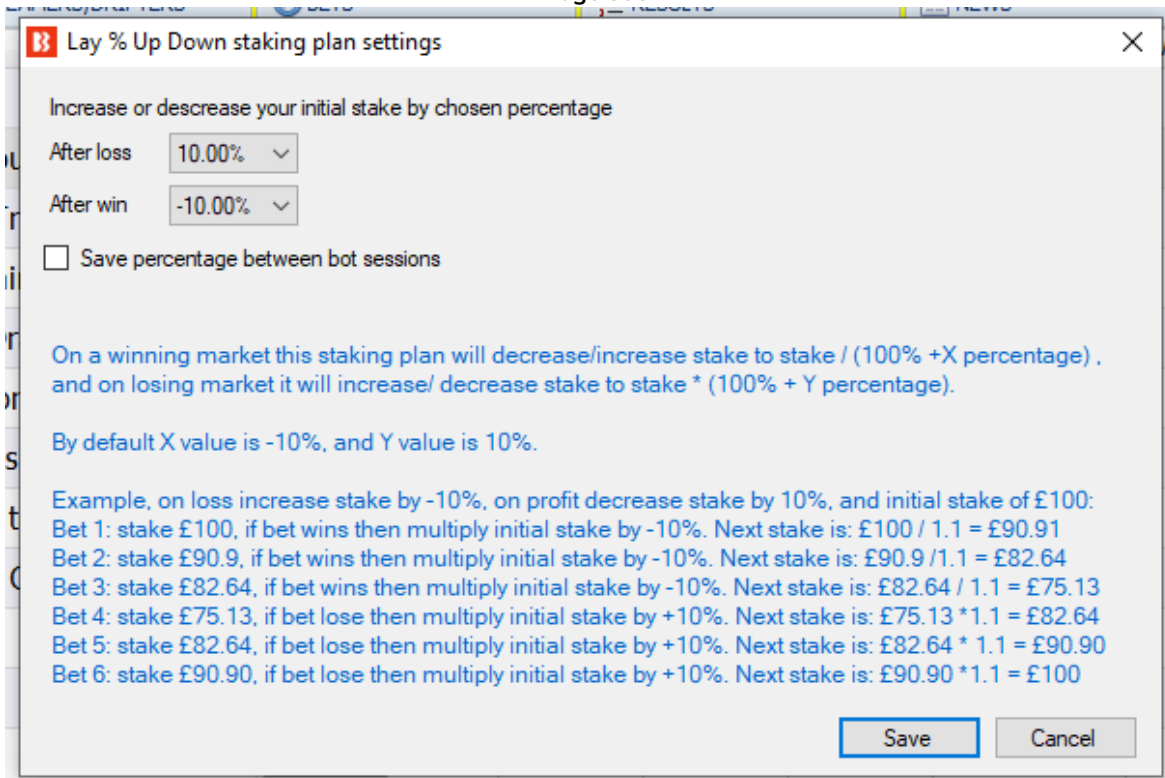 RESULTS
NEWS
Lay % Up Down staking plan settings
Increase or descrease your initial stake by chosen percentage
After loss 10.00%
After win -10.00%
Save percentage between bot sessions
On a winning market this staking plan will decrease/increase stake to stake / (100% +X percentage) ,
and on losing market it will increase/ decrease stake to stake * (100% + Y percentage).
By default X value is -10%, and Y value is 10%.
Example, on loss increase stake by -10%, on profit decrease stake by 10%, and initial stake of £100:
Bet 1: stake £100, if bet wins then multiply initial stake by -10%. Next stake is: £100 / 1.1 = £90.91
Bet 2: stake £90.9, if bet wins then multiply initial stake by -10%. Next stake is: £90.9 /1.1 = £82.64
Bet 3: stake £82.64, if bet wins then multiply initial stake by -10%. Next stake is: £82.64 / 1.1 = £75.13
Bet 4: stake £75.13, if bet lose then multiply initial stake by +10%. Next stake is: £75.13 *1.1 = £82.64
Bet 5: stake £82.64, if bet lose then multiply initial stake by +10%. Next stake is: £82.64 * 1.1 = £90.90
Bet 6: stake £90.90, if bet lose then multiply initial stake by +10%. Next stake is: £90.90 *1.1 = £100
Save Cancel